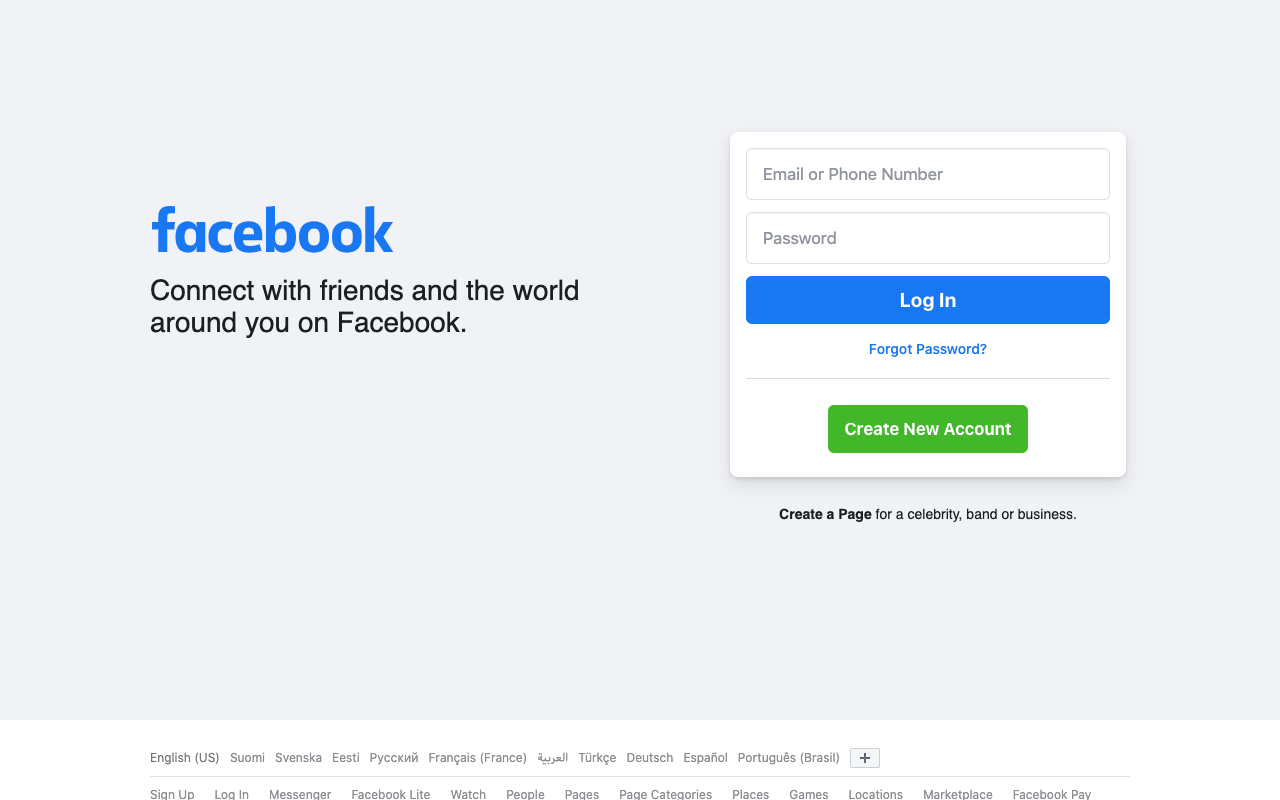 facebook
Connect with friends and the world
around you on Facebook.
Email or Phone Number
Password
Log In
Forgot Password?
Create New Account
Create a Page for a celebrity, band or business.
English (US) Suomi Svenska Eesti Русский Français (France) العربية Türkçe Deutsch Español Português (Brasil)
Sign Up Log In Messenger Facebook Lite Watch People Pages Page Categories Places Games Locations Marketplace Facebook Pay